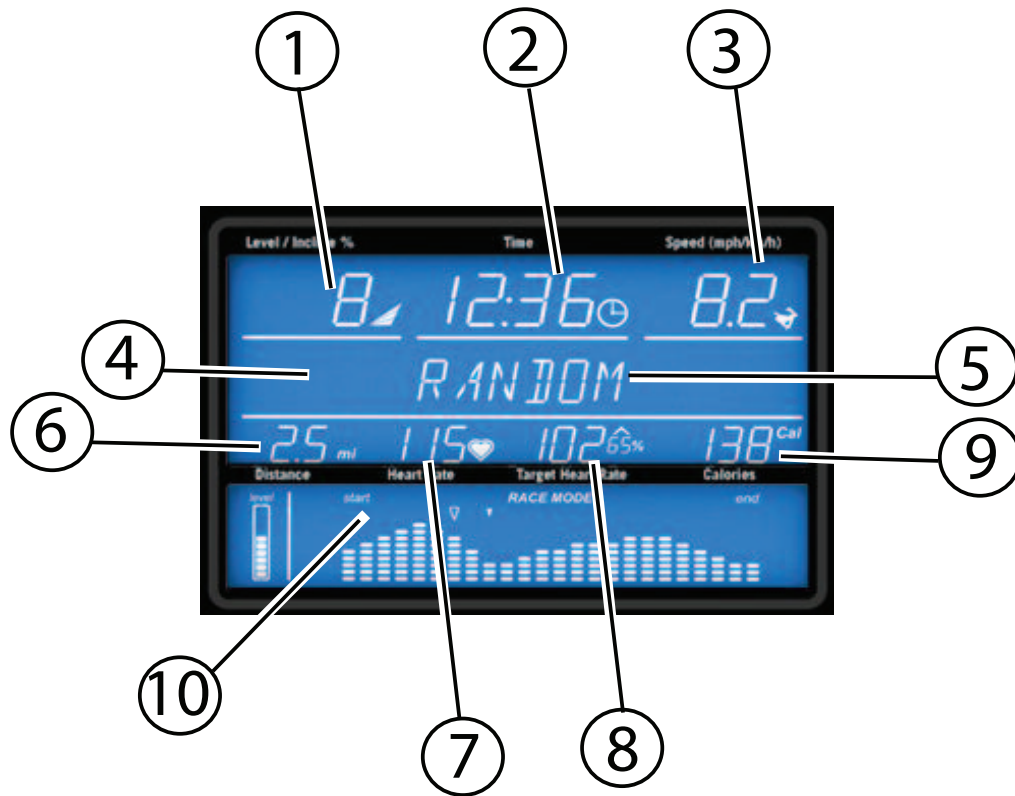 1
2
3
Level / Incline %
Time
Speed (mph/km/h)
8
12:36
8.2
4
RANDOM
5
6
2.5 mi
115
102 65%
138 Cal
9
Distance
Heart Rate
Target Heart Rate
Calories
level
start
RACE MODE
end
10
7
8